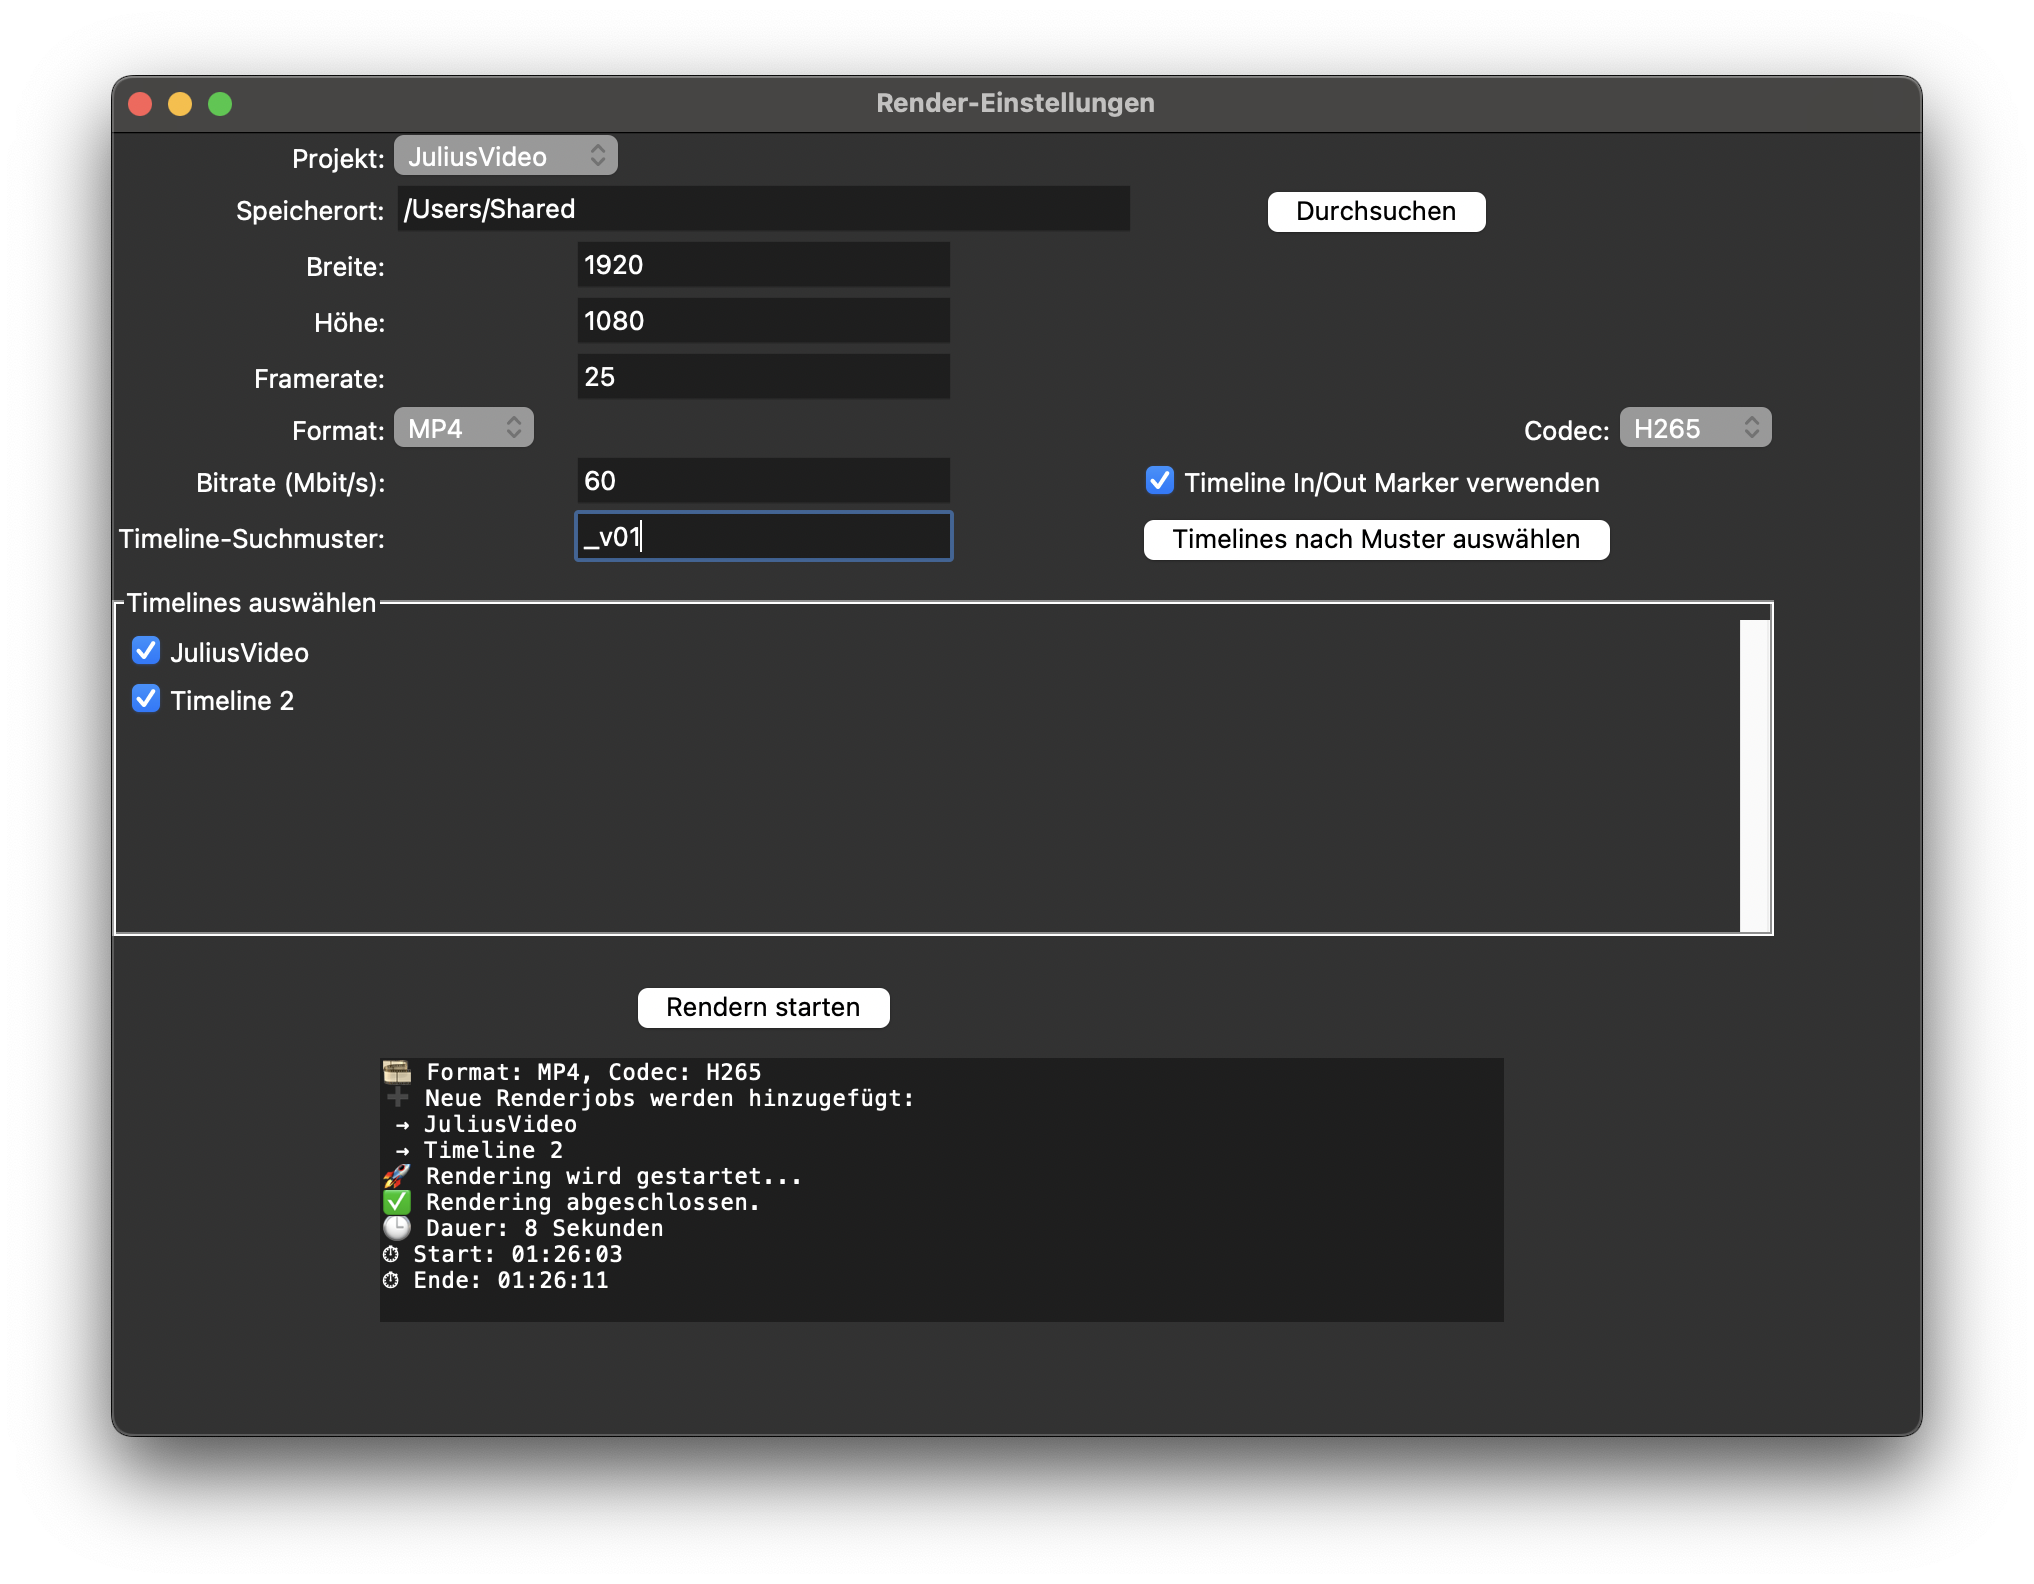 Render-Einstellungen
Projekt: JuliusVideo
Speicherort: /Users/Shared Durchsuchen
Breite: 1920
Höhe: 1080
Framerate: 25
Format: MP4 Codec: H265
Bitrate (Mbit/s): 60 Timeline In/Out Marker verwenden
Timeline-Suchmuster: _v01 Timelines nach Muster auswählen
Timelines auswählen
JuliusVideo
Timeline 2
Rendern starten
Format: MP4, Codec: H265
➕ Neue Renderjobs werden hinzugefügt:
→ JuliusVideo
→ Timeline 2
🚀 Rendering wird gestartet...
✅ Rendering abgeschlossen.
🕒 Dauer: 8 Sekunden
⏱ Start: 01:26:03
⏱ Ende: 01:26:11